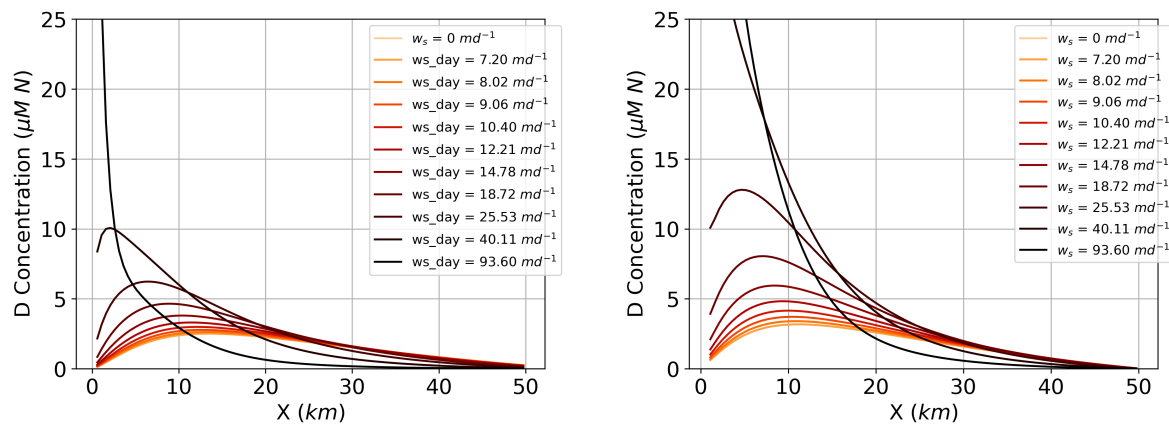 25
20
15
10
5
0
D Concentration (μM N)
0 10 20 30 40 50
X (km)
w_s = 0 md⁻¹
ws_day = 7.20 md⁻¹
ws_day = 8.02 md⁻¹
ws_day = 9.06 md⁻¹
ws_day = 10.40 md⁻¹
ws_day = 12.21 md⁻¹
ws_day = 14.78 md⁻¹
ws_day = 18.72 md⁻¹
ws_day = 25.53 md⁻¹
ws_day = 40.11 md⁻¹
ws_day = 93.60 md⁻¹
25
20
15
10
5
0
D Concentration (μM N)
0 10 20 30 40 50
X (km)
w_s = 0 md⁻¹
w_s = 7.20 md⁻¹
w_s = 8.02 md⁻¹
w_s = 9.06 md⁻¹
w_s = 10.40 md⁻¹
w_s = 12.21 md⁻¹
w_s = 14.78 md⁻¹
w_s = 18.72 md⁻¹
w_s = 25.53 md⁻¹
w_s = 40.11 md⁻¹
w_s = 93.60 md⁻¹